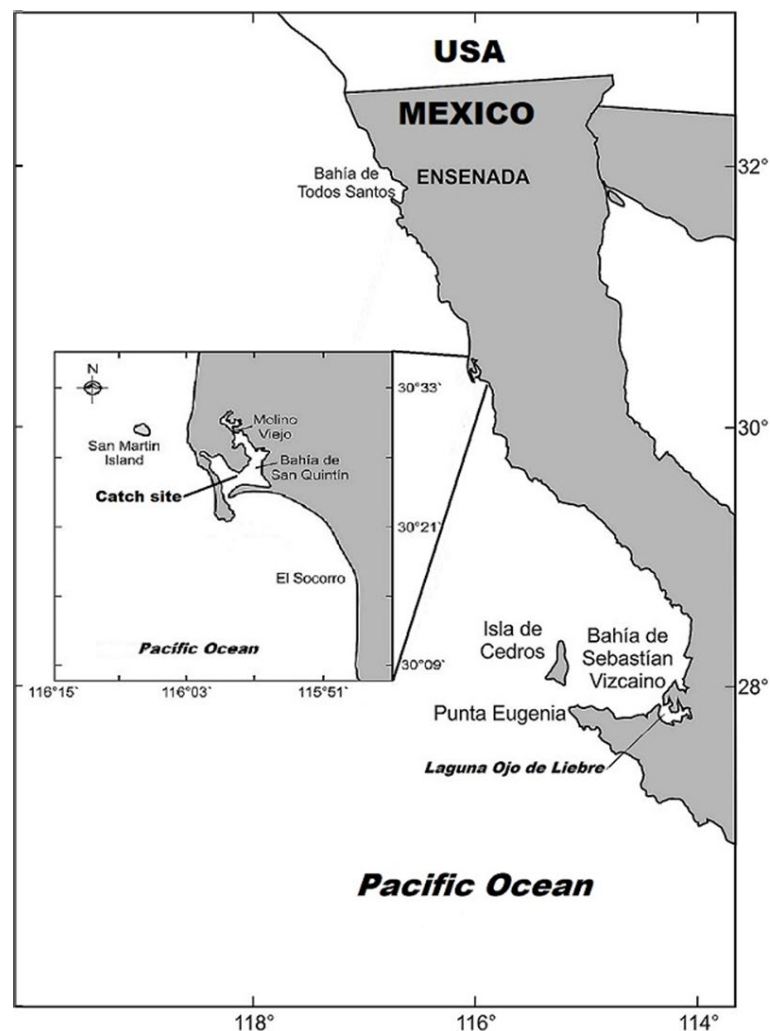 USA
MEXICO
ENSENADA
Bahía de
Todos Santos
32°
30°
28°
N
San Martin
Island
Molino
Viejo
Bahía de
San Quintín
Catch site
El Socorro
Pacífic Ocean
30°33`
30°21`
30°09`
116°15`
116°03`
115°51`
Isla de
Cedros
Bahía de
Sebastían
Vizcaino
Punta Eugenia
Laguna Ojo de Liebre
Pacific Ocean
118°
116°
114°